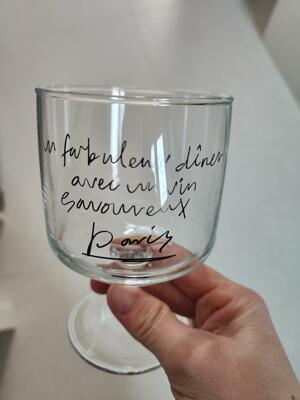 un fabuleux dîner
avec un vin
savoureux
Paris